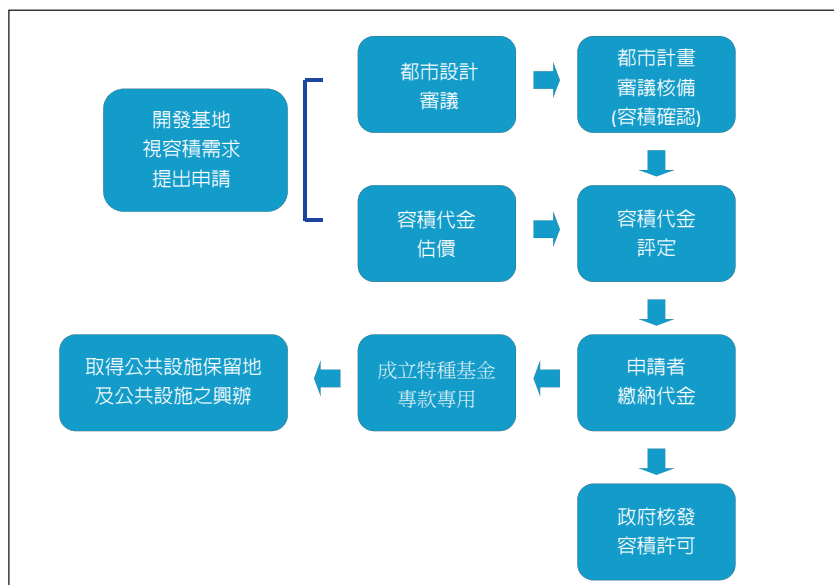 開發基地
視容積需求
提出申請
都市設計
審議
都市計畫
審議核備
(容積確認)
容積代金
估價
容積代金
評定
取得公共設施保留地
及公共設施之興辦
成立特種基金
專款專用
申請者
繳納代金
政府核發
容積許可